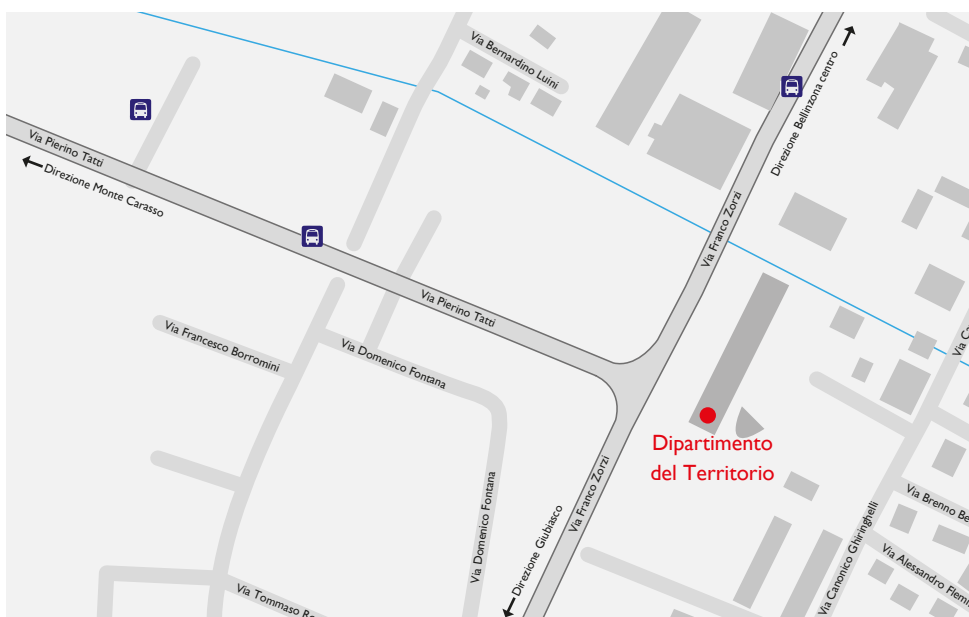 Via Bernardino Luini
Direzione Bellinzona centro
Via Pierino Tatti
Direzione Monte Carasso
Via Franco Zorzi
Via Pierino Tatti
Via Francesco Borromini
Via Domenico Fontana
Dipartimento
del Territorio
Via Franco Zorzi
Via Domenico Fontana
Direzione Giubiasco
Via Canonico Ghiringhelli
Via Brenno Be
Via Alessandro Flemm
Via Tommaso